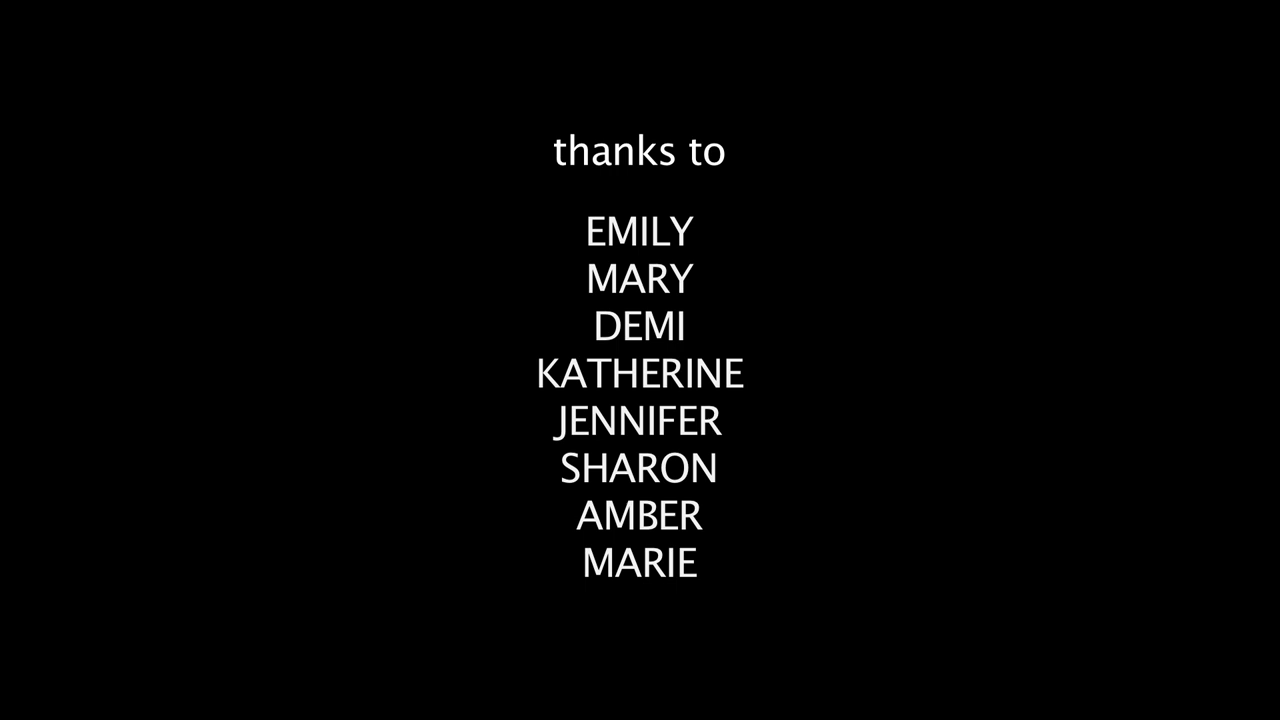 thanks to
EMILY
MARY
DEMI
KATHERINE
JENNIFER
SHARON
AMBER
MARIE